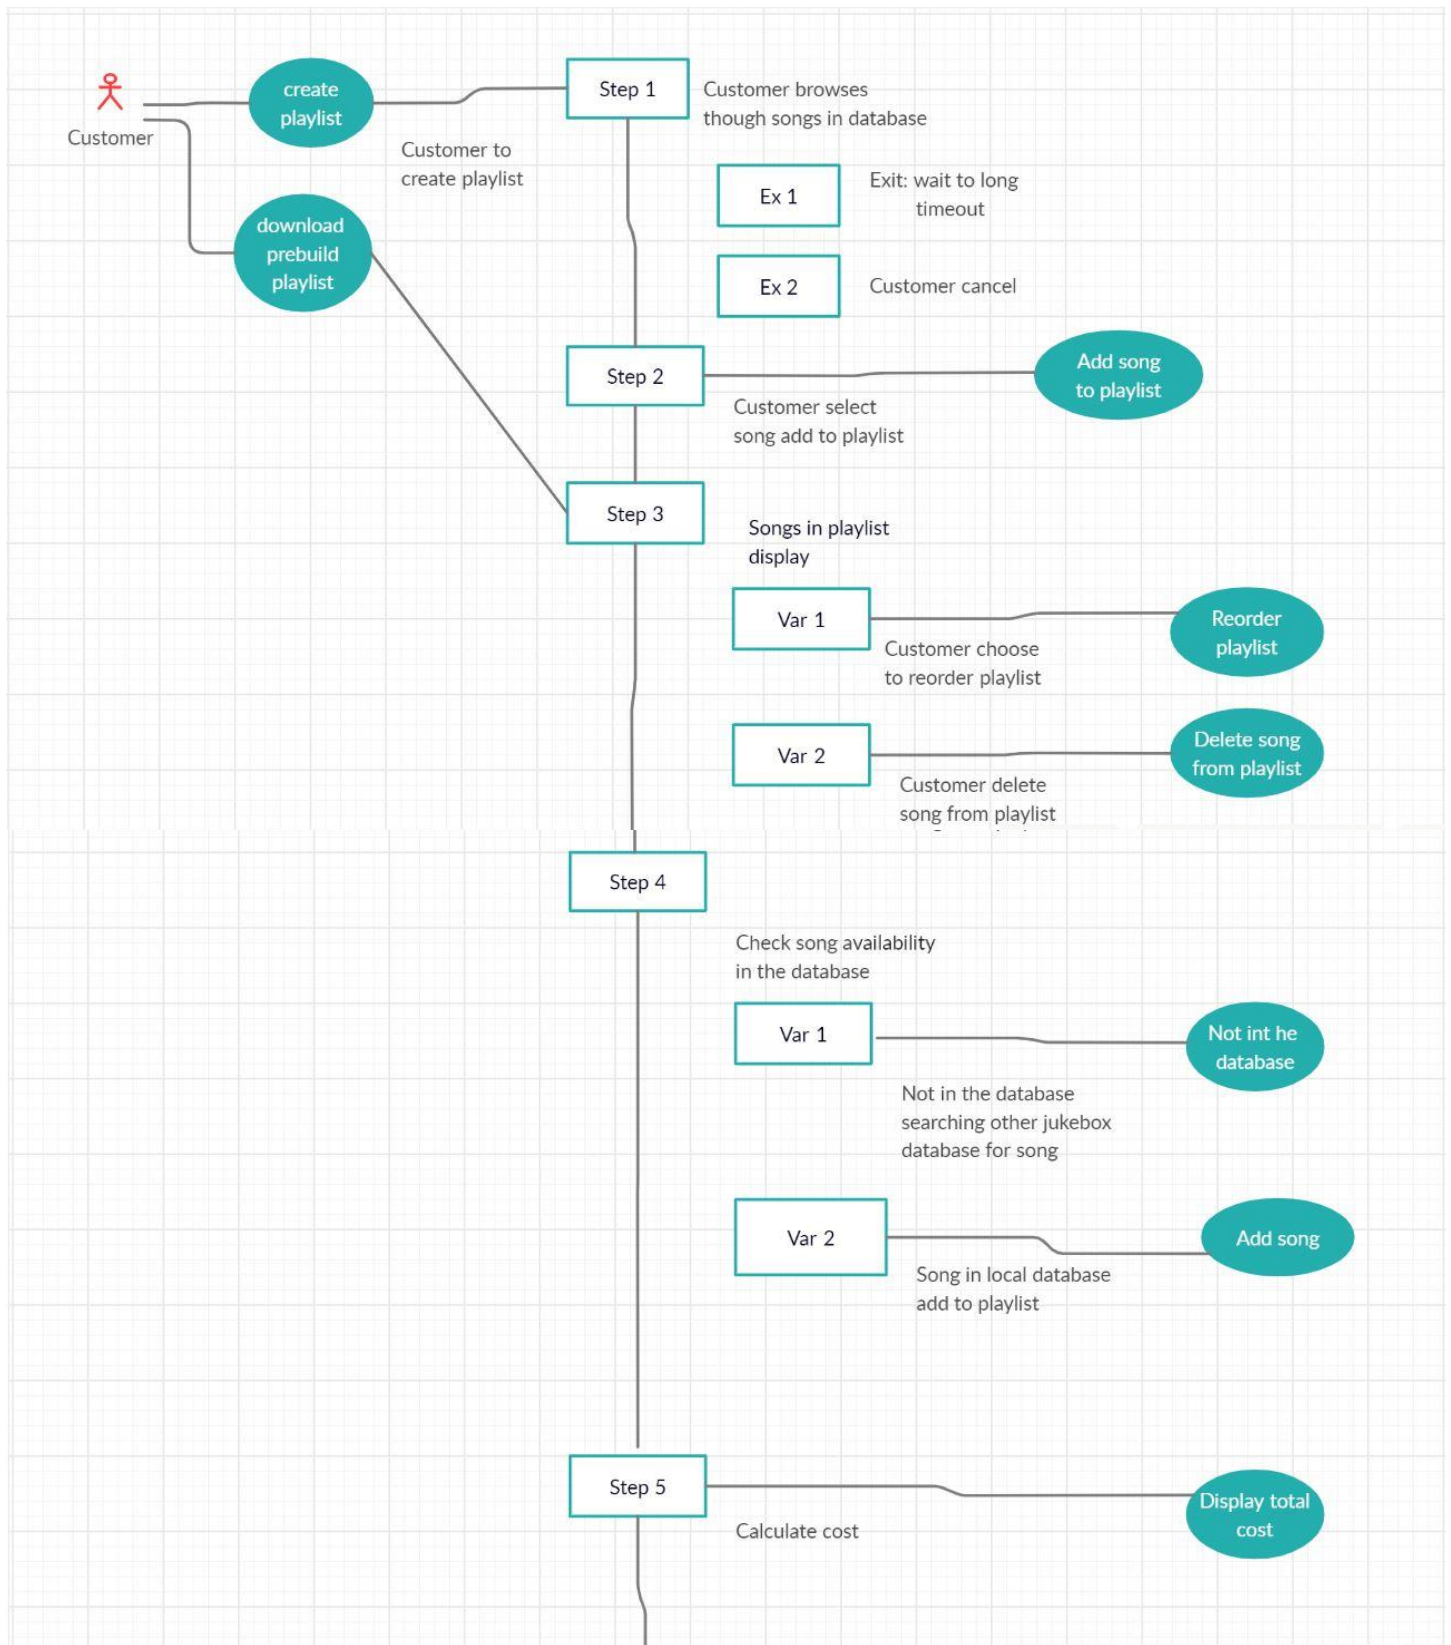 create
playlist
Customer
Customer to
create playlist
Step 1
Customer browses
though songs in database
Ex 1
Exit: wait to long
timeout
download
prebuild
playlist
Ex 2
Customer cancel
Step 2
Customer select
song add to playlist
Add song
to playlist
Step 3
Songs in playlist
display
Var 1
Customer choose
to reorder playlist
Reorder
playlist
Var 2
Customer delete
song from playlist
Delete song
from playlist
Step 4
Check song availability
in the database
Var 1
Not in the database
searching other jukebox
database for song
Not int he
database
Var 2
Song in local database
add to playlist
Add song
Step 5
Calculate cost
Display total
cost